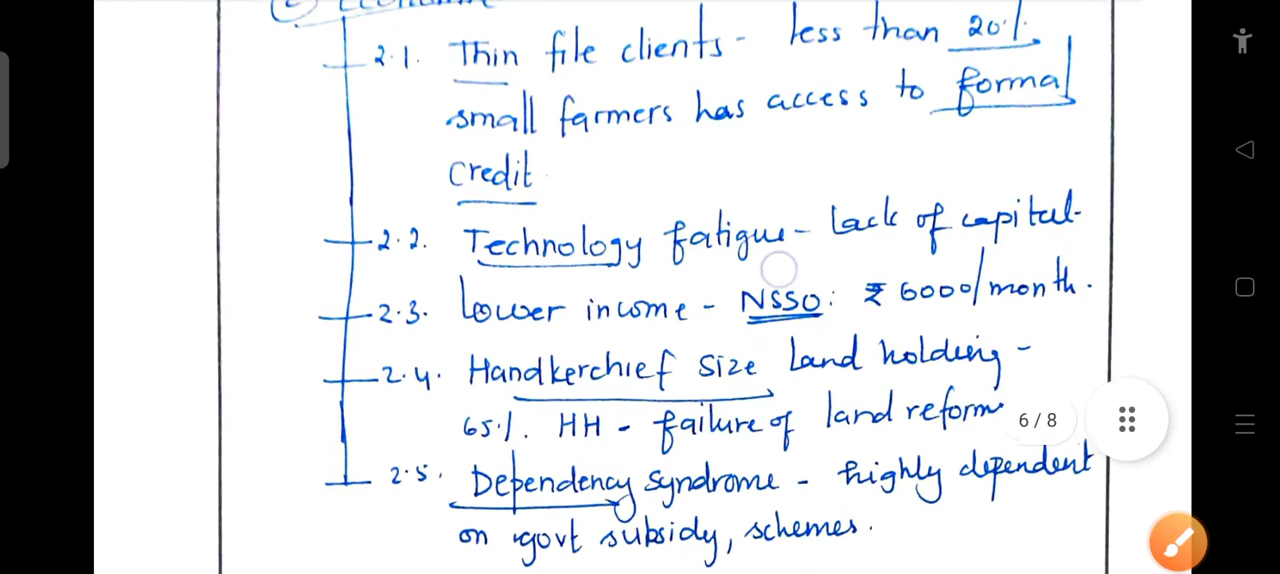 ② Economic
2.1. Thin file clients - less than 20%
small farmers has access to formal
credit
2.2. Technology fatigue - Lack of capital-
2.3. Lower income - NSSO: ₹ 6000/month.
2.4. Handkerchief size land holding -
65%. HH - failure of land reform
6 / 8
2.5. Dependency syndrome - highly dependent
on govt subsidy, schemes.